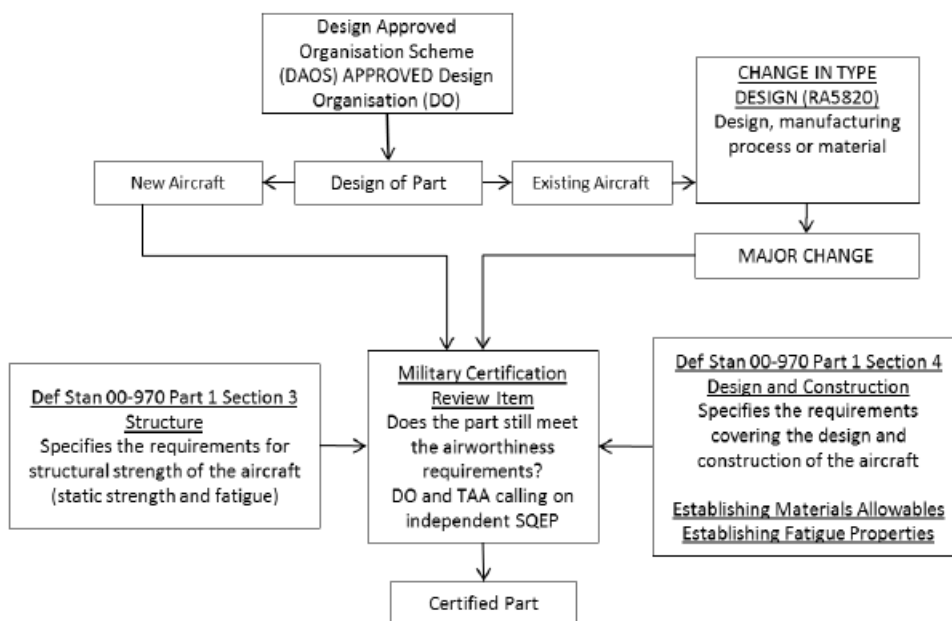 Design Approved
Organisation Scheme
(DAOS) APPROVED Design
Organisation (DO)
CHANGE IN TYPE
DESIGN (RA5820)
Design, manufacturing
process or material
New Aircraft
Design of Part
Existing Aircraft
MAJOR CHANGE
Def Stan 00-970 Part 1 Section 3
Structure
Specifies the requirements for
structural strength of the aircraft
(static strength and fatigue)
Military Certification
Review Item
Does the part still meet
the airworthiness
requirements?
DO and TAA calling on
independent SQEP
Def Stan 00-970 Part 1 Section 4
Design and Construction
Specifies the requirements
covering the design and
construction of the aircraft
Establishing Materials Allowables
Establishing Fatigue Properties
Certified Part